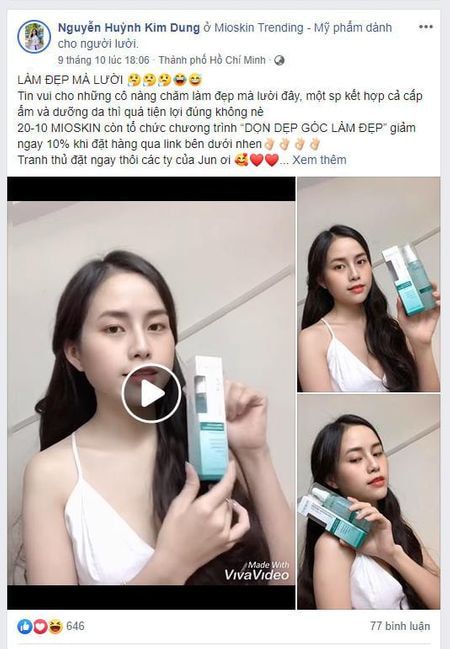 Nguyễn Huỳnh Kim Dung ở Mioskin Trending - Mỹ phẩm dành
cho người lười.
9 tháng 10 lúc 18:06 · Thành phố Hồ Chí Minh ·
LÀM ĐẸP MÀ LƯỜI
Tin vui cho những cô nàng chăm làm đẹp mà lười đây, một sp kết hợp cả cấp
ẩm và dưỡng da thì quá tiện lợi đúng không nè
20-10 MIOSKIN còn tổ chức chương trình “DỌN DẸP GÓC LÀM ĐẸP” giảm
ngay 10% khi đặt hàng qua link bên dưới nhen
Tranh thủ đặt ngay thôi các ty của Jun ơi ... Xem thêm
Made With
VivaVideo
646
77 bình luận